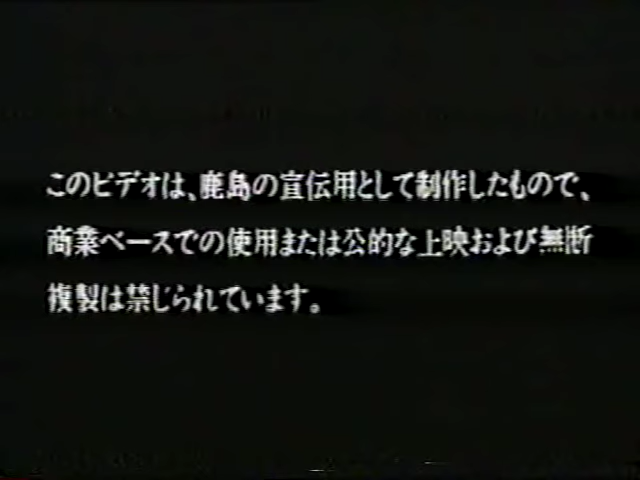 このビデオは、鹿島の宣伝用として制作したもので、
商業ベースでの使用または公的な上映および無断
複製は禁じられています。